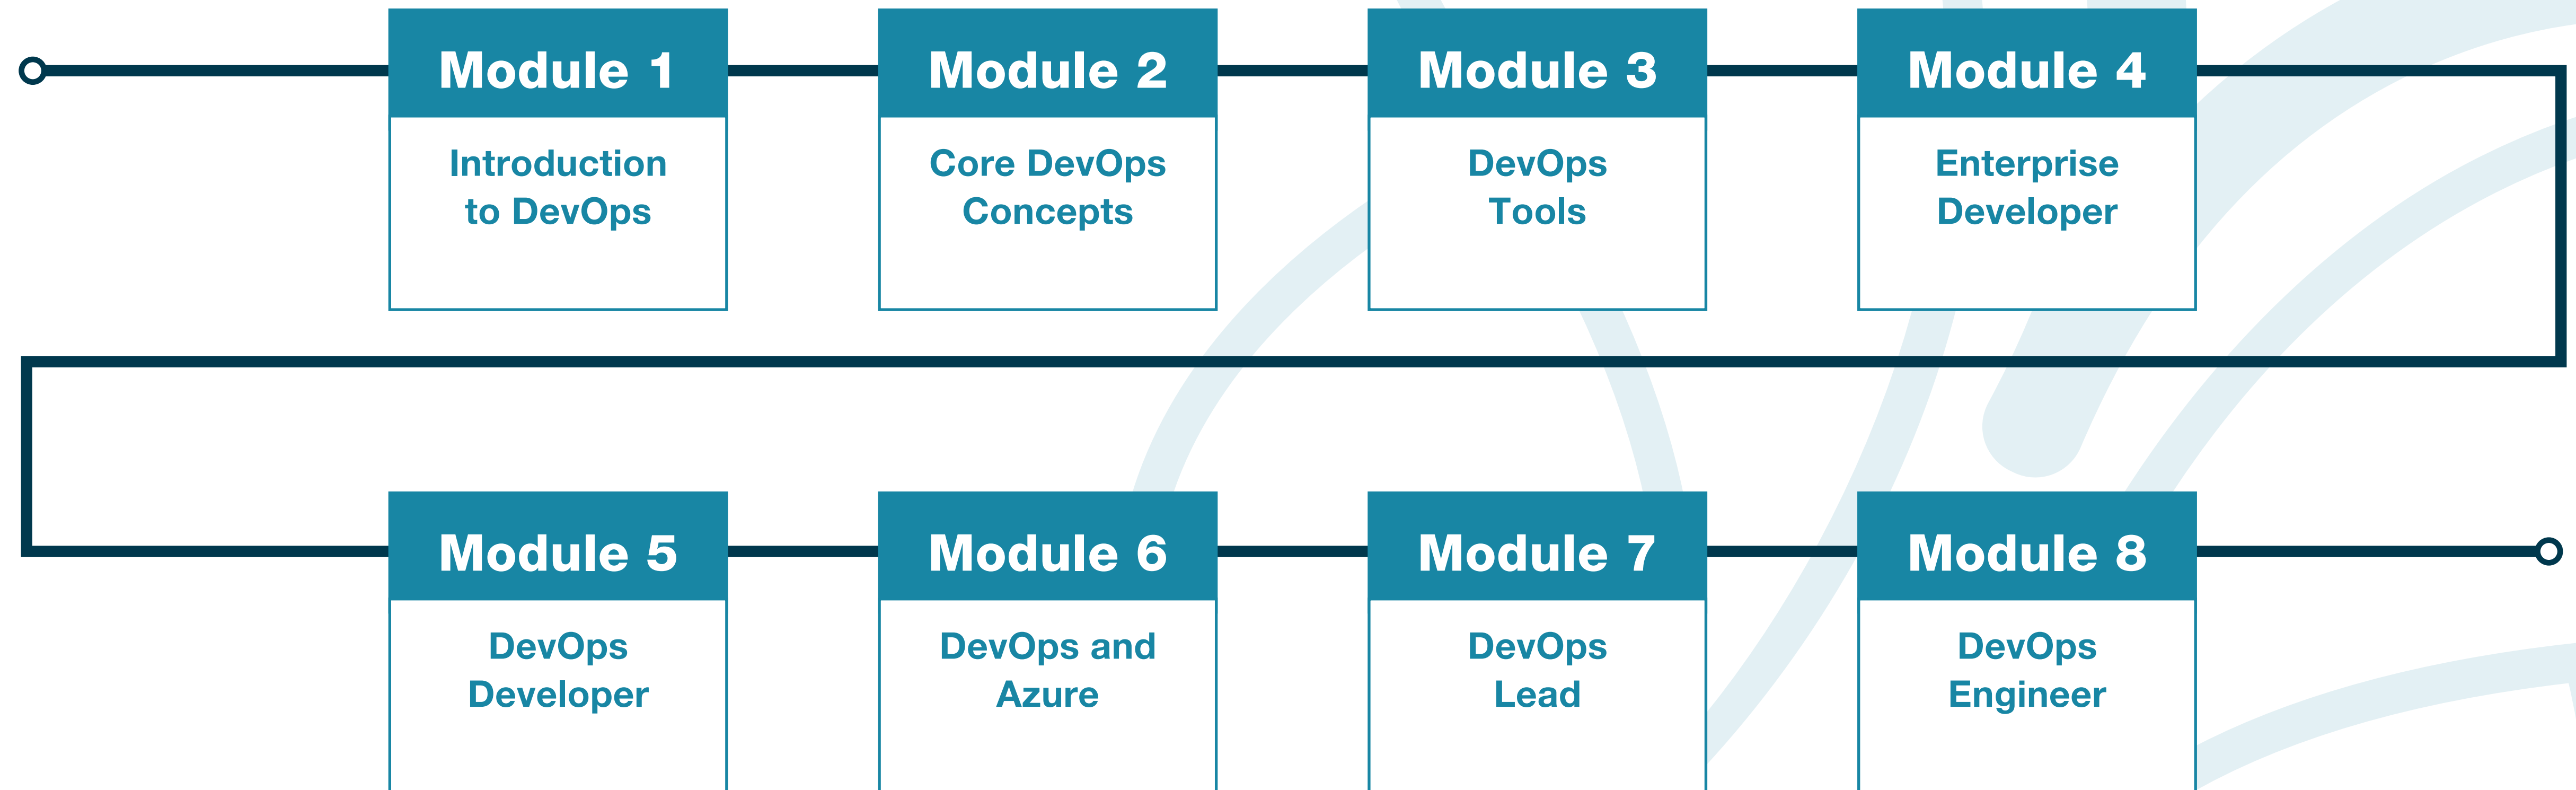 Module 1
Introduction
to DevOps
Module 2
Core DevOps
Concepts
Module 3
DevOps
Tools
Module 4
Enterprise
Developer
Module 5
DevOps
Developer
Module 6
DevOps and
Azure
Module 7
DevOps
Lead
Module 8
DevOps
Engineer